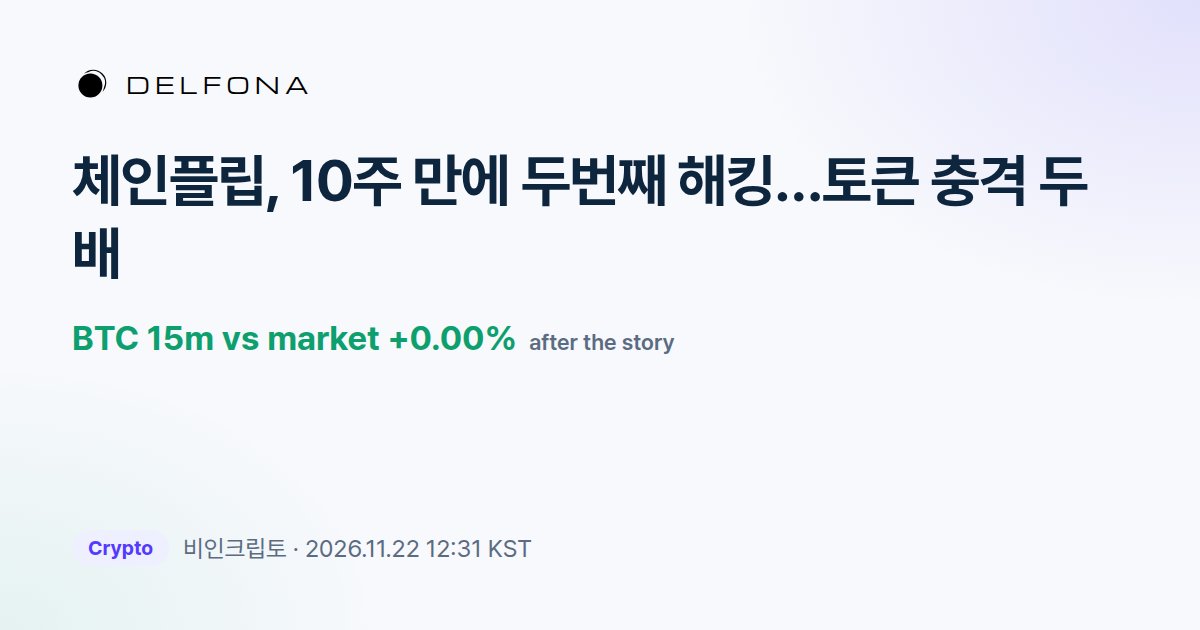 DELFONA
체인플립, 10주 만에 두번째 해킹…토큰 충격 두
배
BTC 15m vs market +0.00% after the story
Crypto 비인크립토 · 2026.11.22 12:31 KST